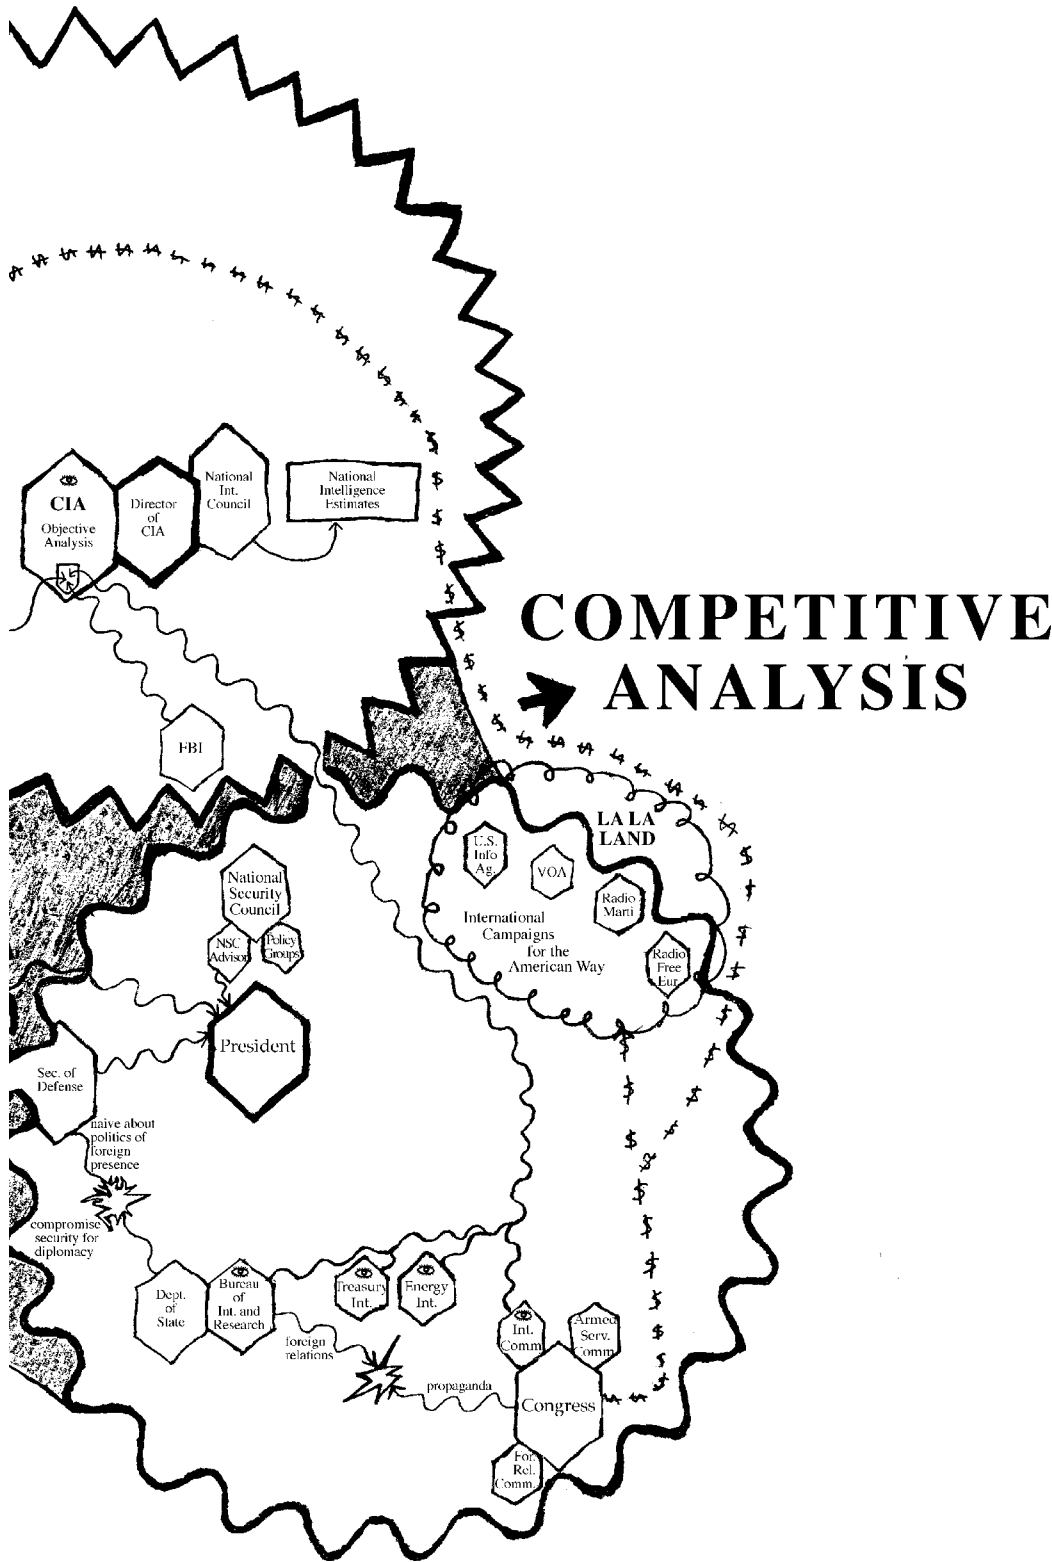 CIA
Objective
Analysis
Director
of
CIA
National
Int.
Council
National
Intelligence
Estimates
COMPETITIVE
ANALYSIS
FBI
LA LA
LAND
U.S.
Info
Ag.
VOA
Radio
Marti
Radio
Free
Eur.
International
Campaigns
for the
American Way
National
Security
Council
NSC
Advisor
Policy
Groups
President
Sec. of
Defense
naive about
politics of
foreign
presence
compromise
security for
diplomacy
Dept.
of
State
Bureau
of
Int. and
Research
Treasury
Int.
Energy
Int.
foreign
relations
propaganda
Int.
Comm.
Armed
Serv.
Comm.
Congress
For.
Rel.
Comm.